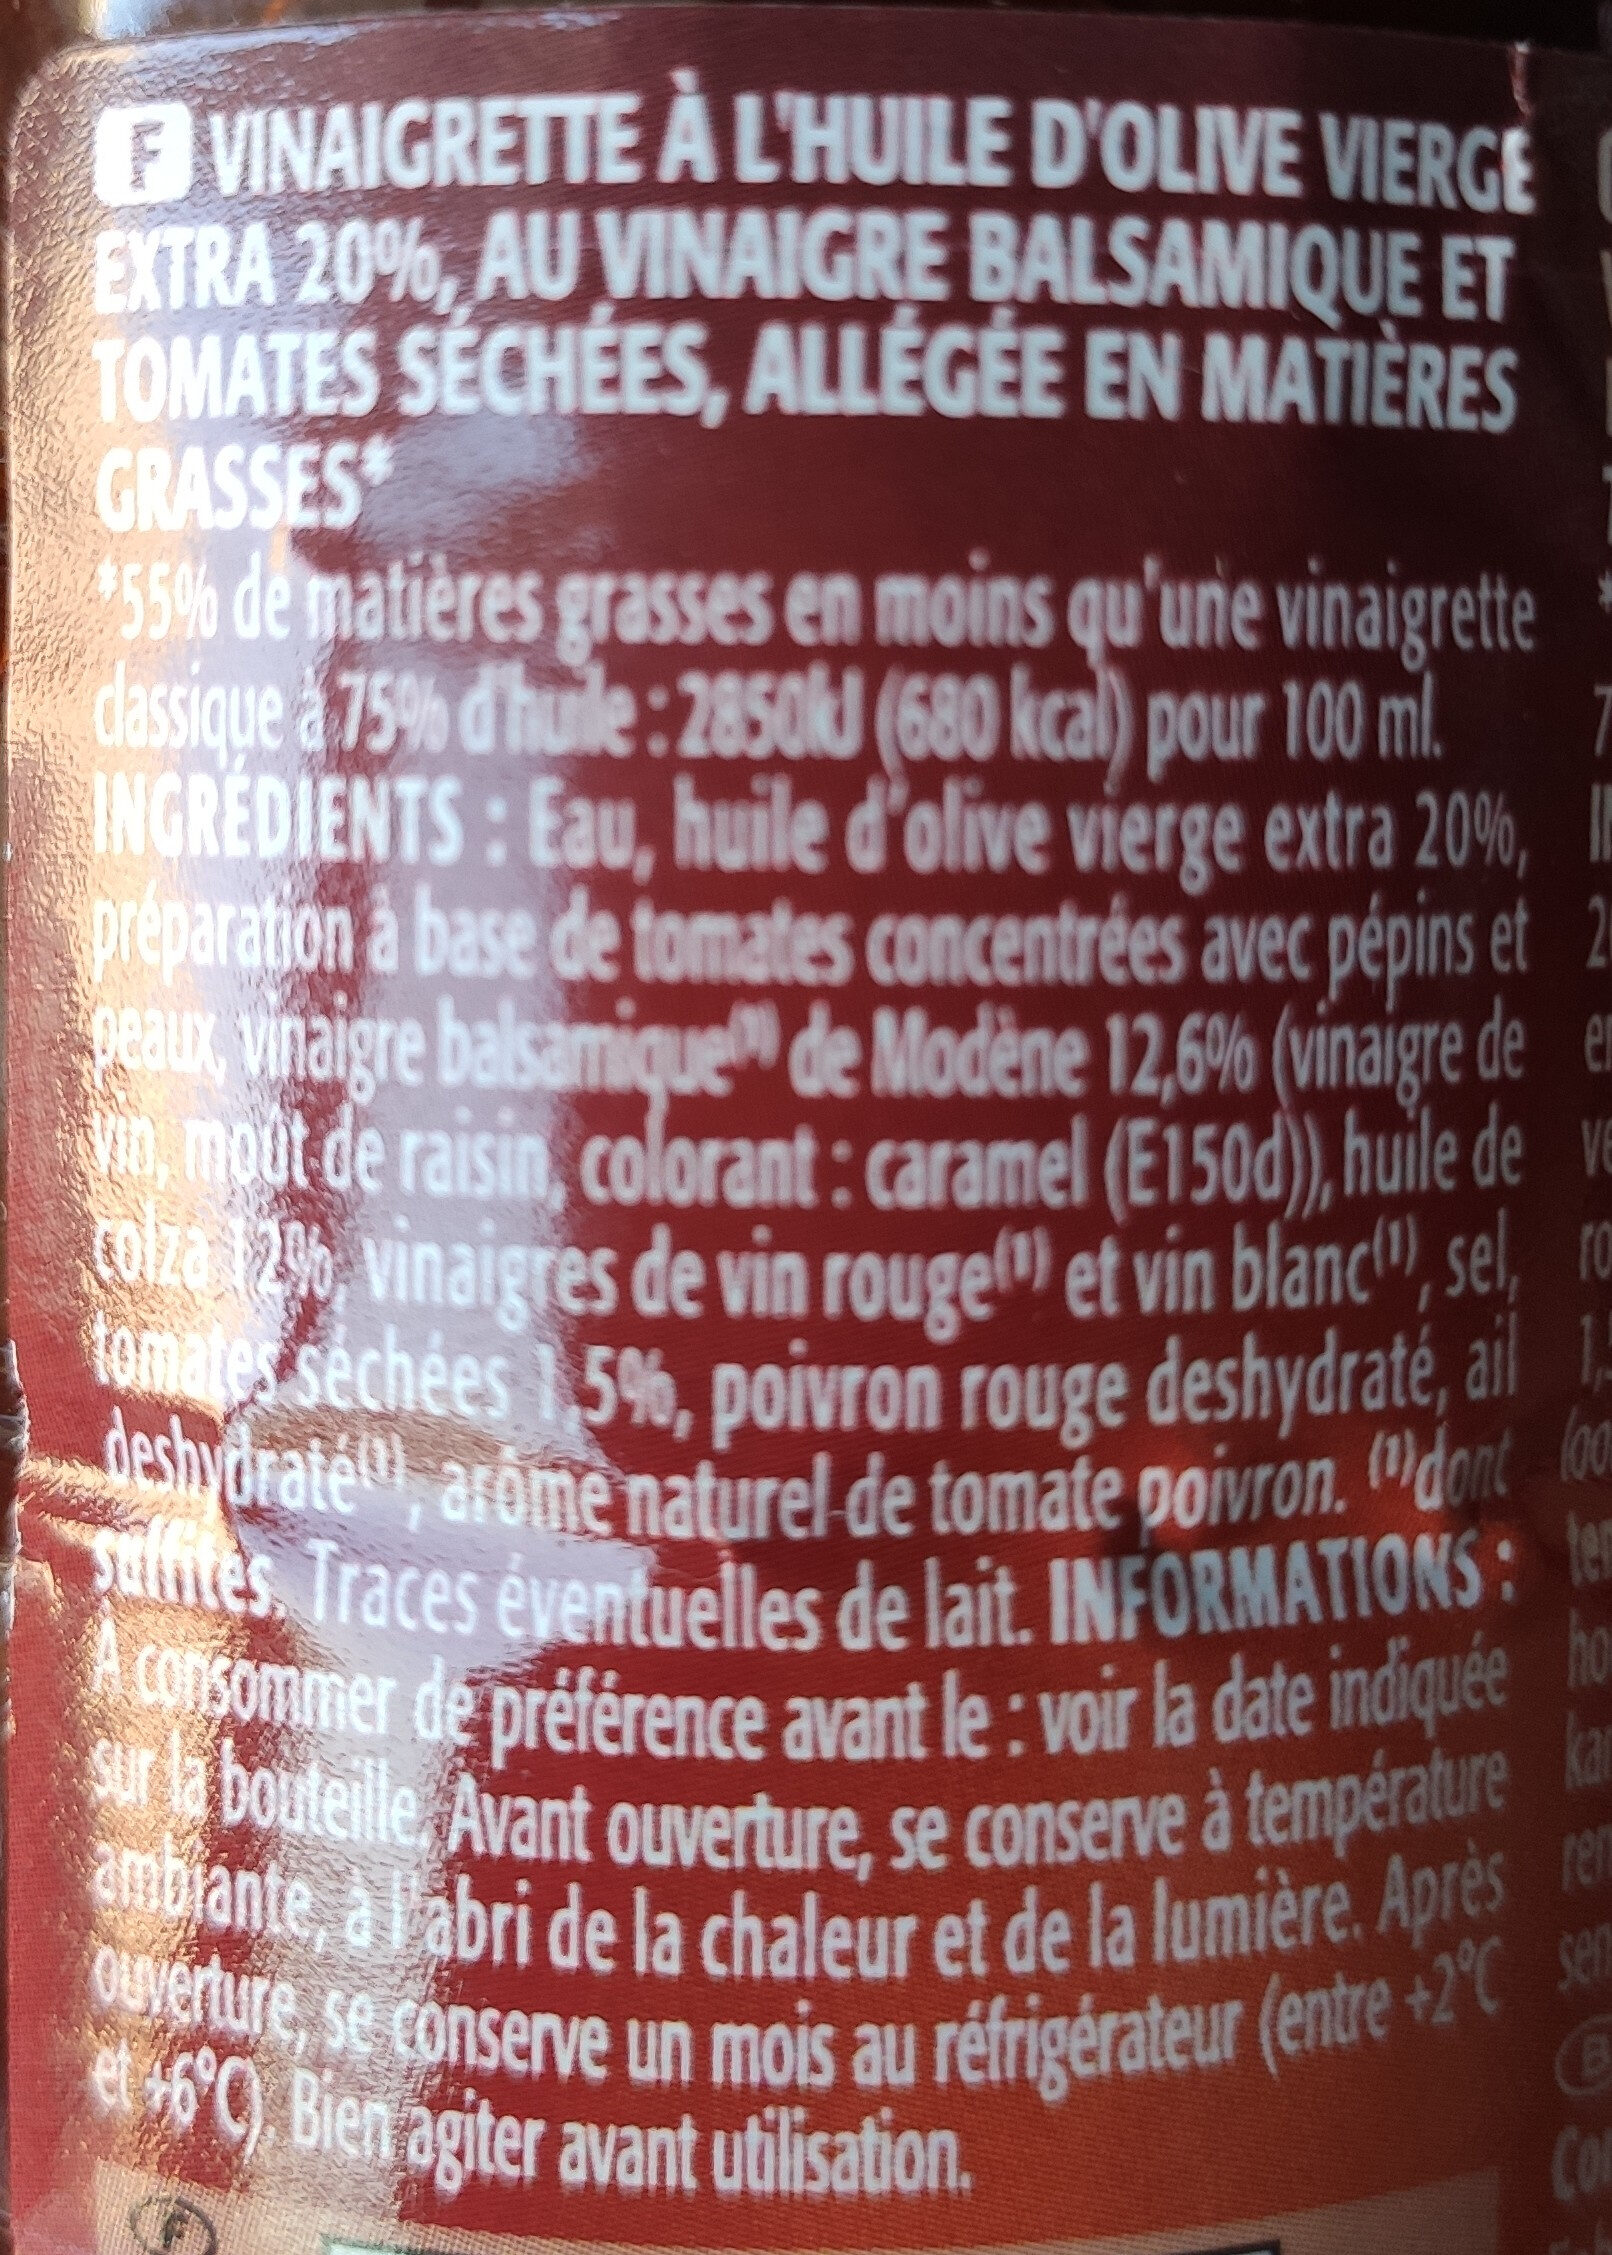 F VINAIGRETTE À L'HUILE D'OLIVE VIERGE
EXTRA 20%, AU VINAIGRE BALSAMIQUE ET
TOMATES SÉCHÉES, ALLÉGÉE EN MATIÈRES
GRASSES*
*55% de matières grasses en moins qu'une vinaigrette
classique à 75% d'huile : 2850kJ (680 kcal) pour 100 ml.
INGRÉDIENTS : Eau, huile d'olive vierge extra 20%,
préparation à base de tomates concentrées avec pépins et
peaux, vinaigre balsamique(1) de Modène 12,6% (vinaigre de
vin, moût de raisin, colorant : caramel (E150d)), huile de
colza 12%, vinaigres de vin rouge(1) et vin blanc(1), sel,
tomates séchées 1,5%, poivron rouge deshydraté, ail
deshydraté(1), arôme naturel de tomate poivron. (1)dont
sulfites. Traces éventuelles de lait. INFORMATIONS :
À consommer de préférence avant le : voir la date indiquée
sur la bouteille. Avant ouverture, se conserve à température
ambiante, à l'abri de la chaleur et de la lumière. Après
ouverture, se conserve un mois au réfrigérateur (entre +2°C
et +6°C). Bien agiter avant utilisation.
F